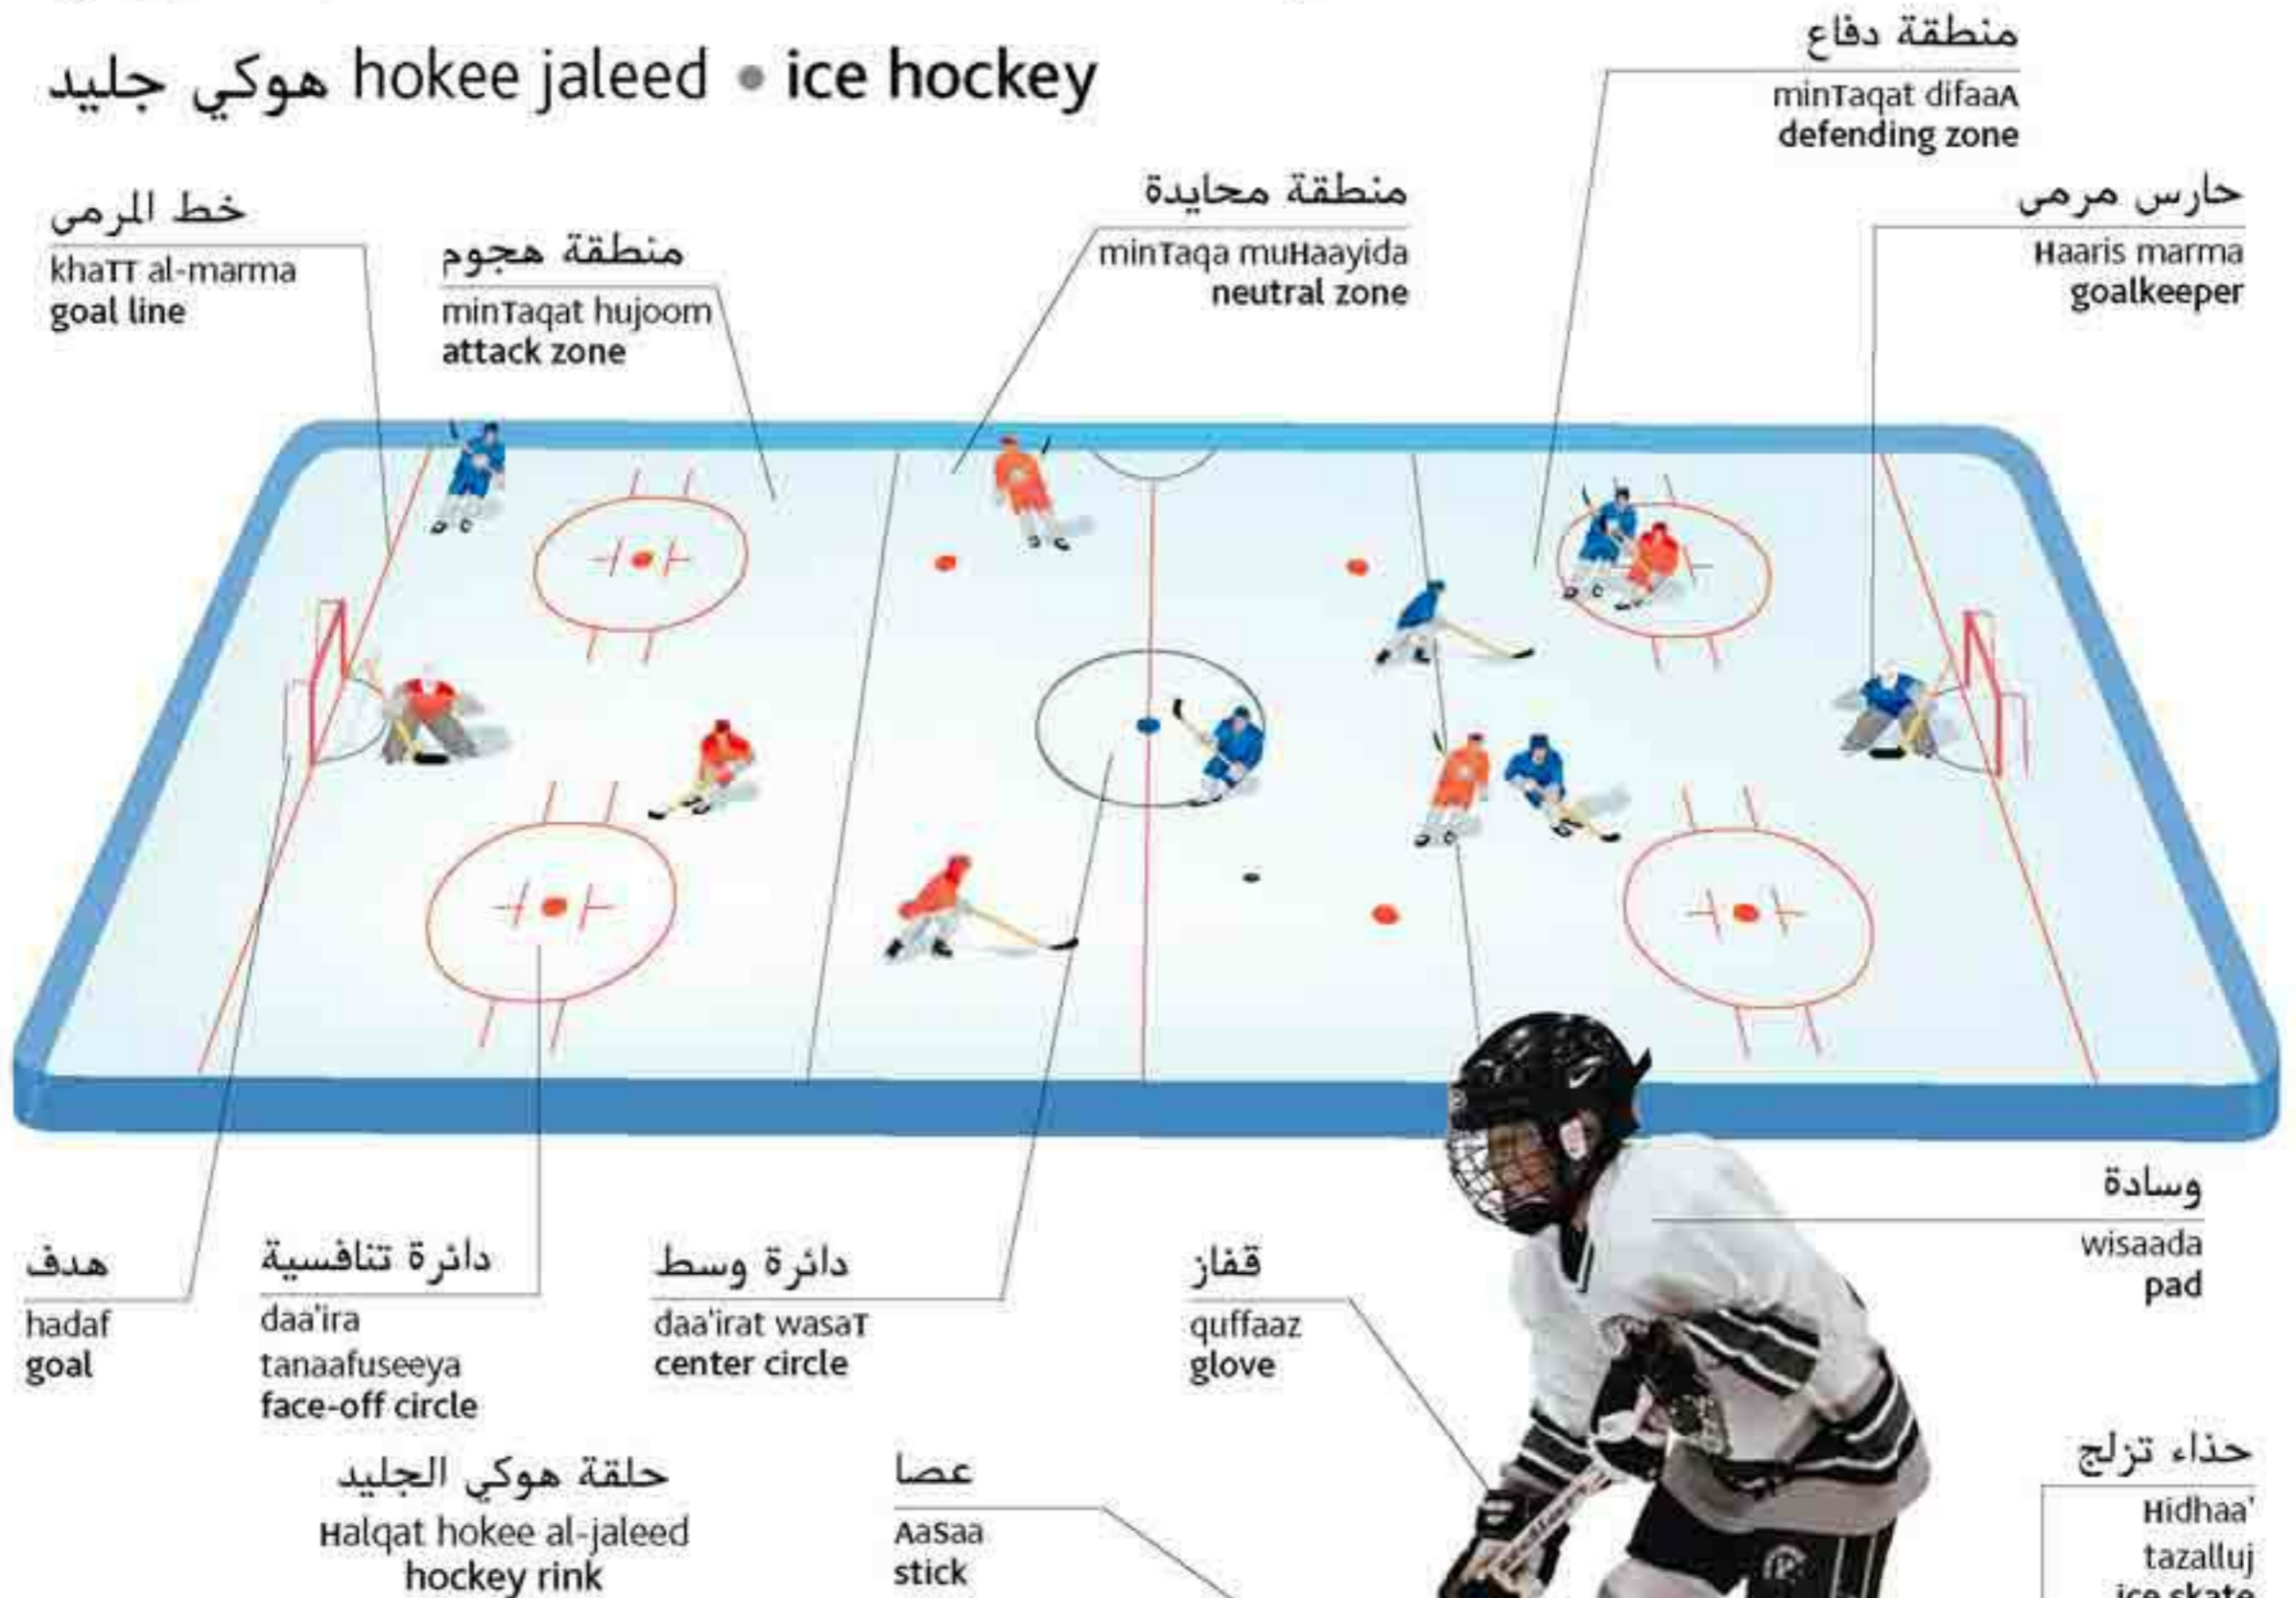 هوكي جليد hokee jaleed • ice hockey
منطقة دفاع
minTaqat difaaA
defending zone
خط المرمى
khaTT al-marma
goal line
منطقة هجوم
minTaqat hujoom
attack zone
منطقة محايدة
minTaqa muHaayida
neutral zone
حارس مرمى
Haaris marma
goalkeeper
هدف
hadaf
goal
دائرة تنافسية
daa'ira
tanaafuseeya
face-off circle
دائرة وسط
daa'irat wasaT
center circle
قفاز
quffaaz
glove
وسادة
wisaada
pad
حلقة هوكي الجليد
Halqat hokee al-jaleed
hockey rink
عصا
AaSaa
stick
حذاء تزلج
Hidhaa'
tazalluj
ice skate